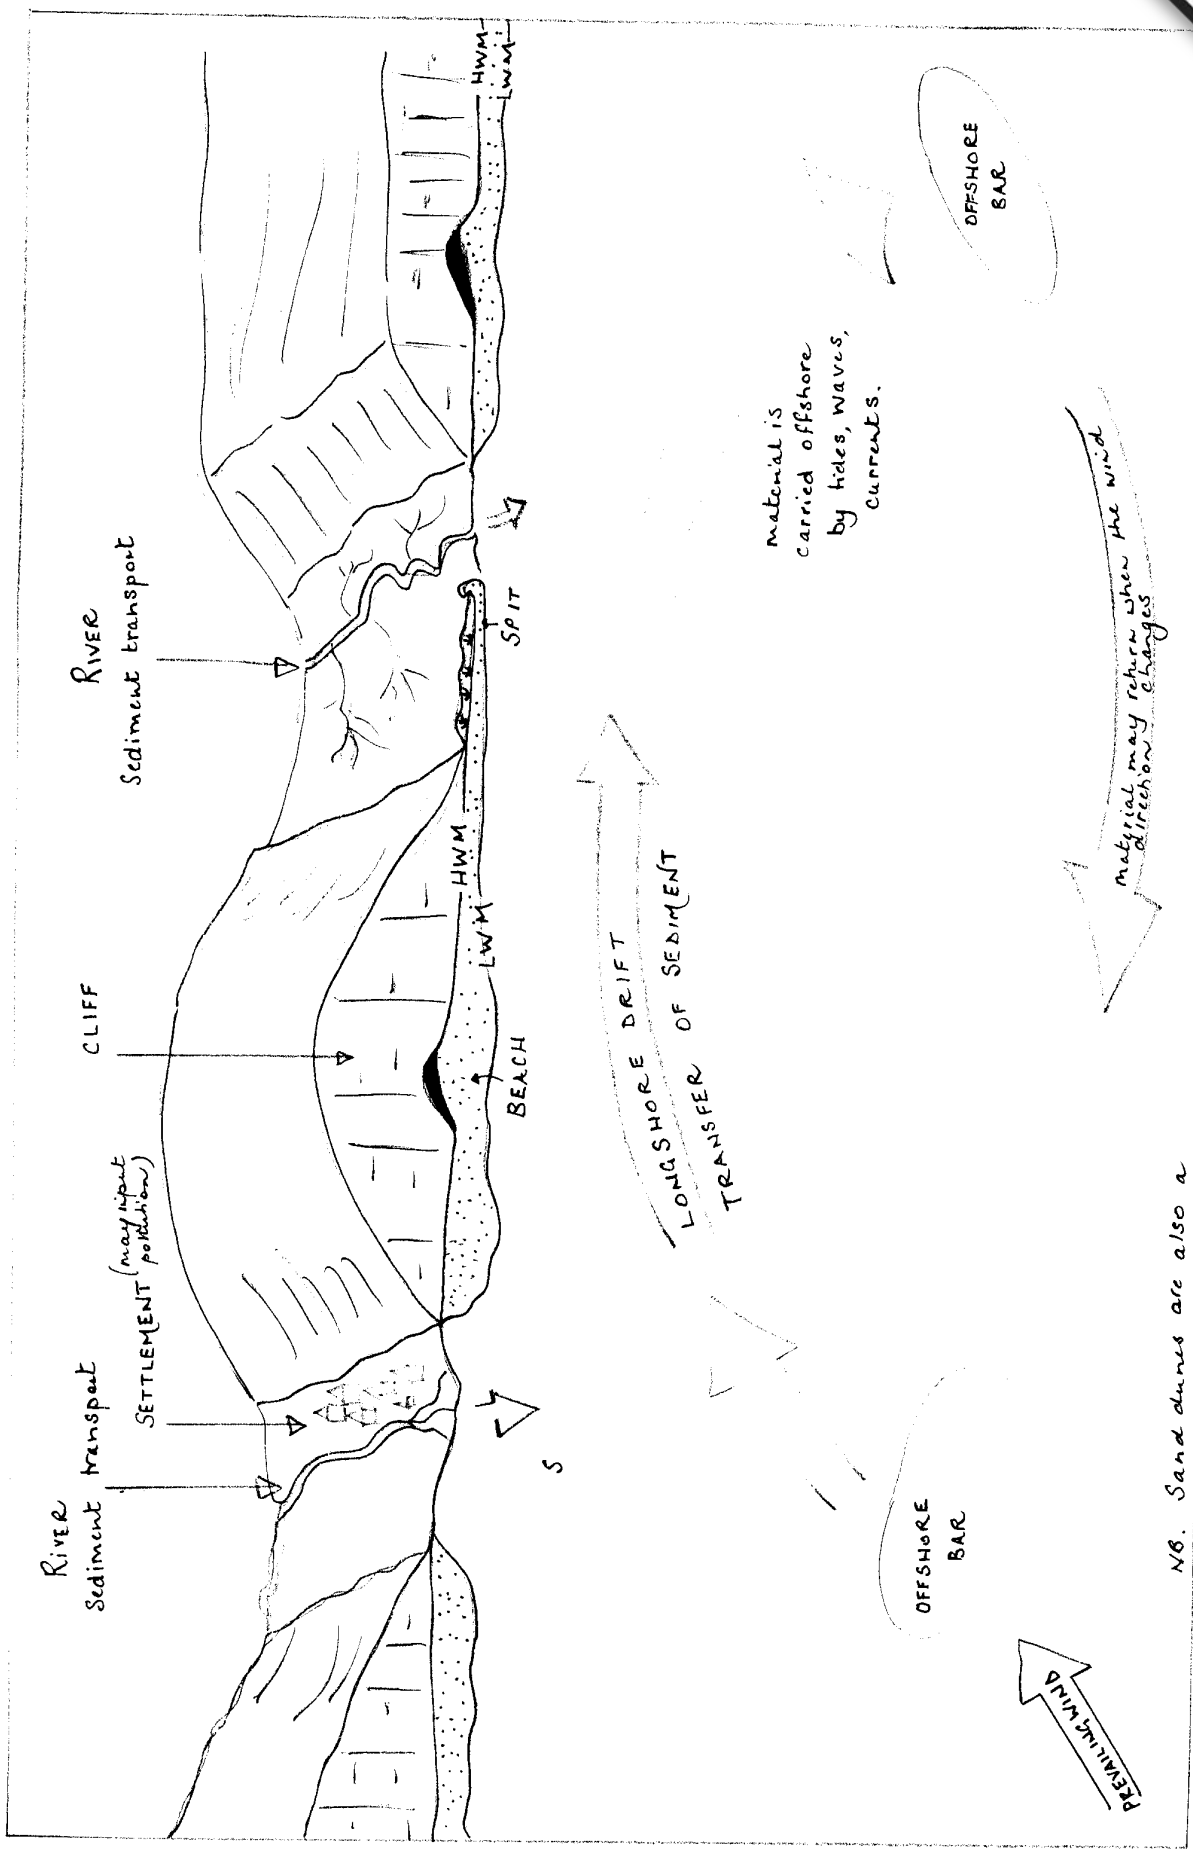 RIVER
Sediment transport
SETTLEMENT (may input
pollution)
CLIFF
RIVER
Sediment transport
HWM
LWM
HWM
LWM
BEACH
SPIT
S
LONGSHORE DRIFT
TRANSFER OF SEDIMENT
material is
carried offshore
by tides, waves,
currents.
OFFSHORE
BAR
OFFSHORE
BAR
material may return when the wind
direction changes
PREVAILING WIND
NB. Sand dunes are also a